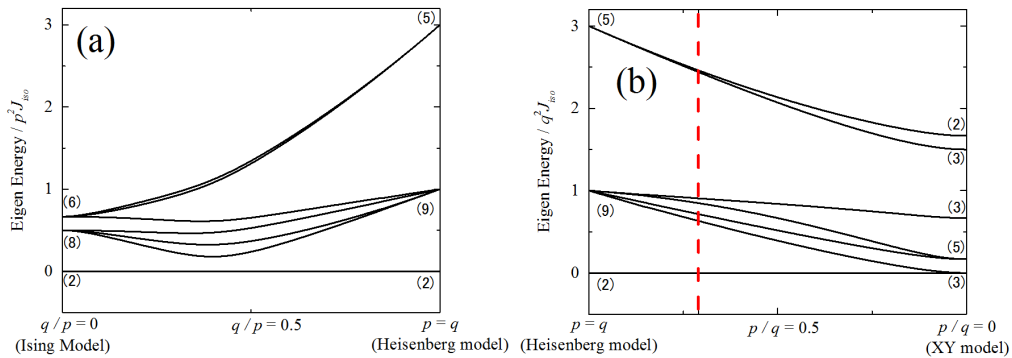 (a)
Eigen Energy / p²J_iso
3
2
1
0
(5)
(6)
(8)
(9)
(2)
(2)
q / p = 0
(Ising Model)
q / p = 0.5
p = q
(Heisenberg model)
(b)
Eigen Energy / q²J_iso
3
2
1
0
(5)
(2)
(3)
(9)
(3)
(5)
(2)
(3)
p = q
(Heisenberg model)
p / q = 0.5
p / q = 0
(XY model)